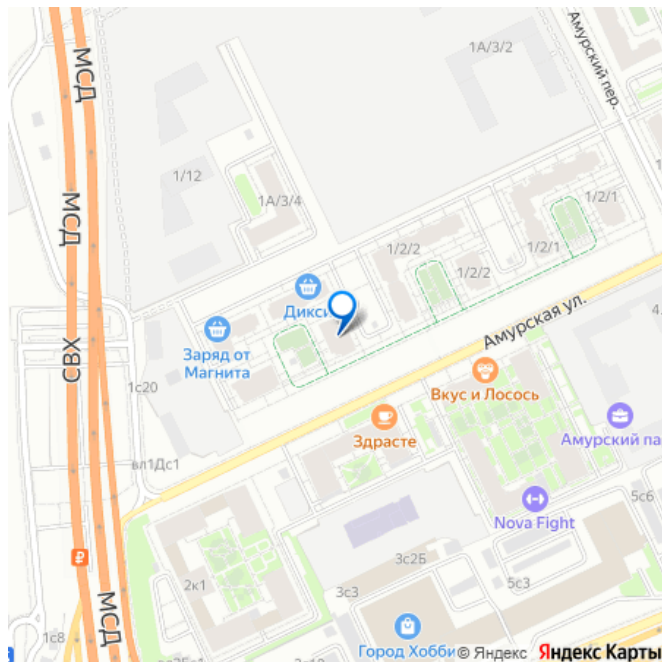 МСД
1А/3/2
Амурский пер.
1/12
1А/3/4
1/2/1
МСД
1/2/2
1/2/1
1/2/2
Дикси
Амурская ул.
Заряд от
Магнита
СВХ
1с20
Вкус и Лосось
Здрасте
Амурский па
вл1Дс1
5с6
Nova Fight
3с2Б
2к1
5с3
3с3
МСД
1с8
Город Хобби
© Яндекс
Яндекс Карты